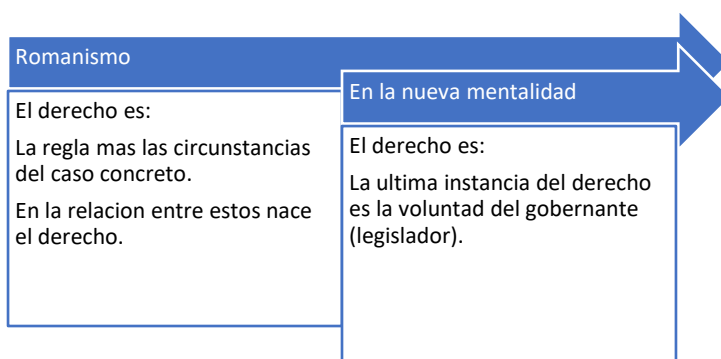 Romanismo
El derecho es:
La regla mas las circunstancias
del caso concreto.
En la relacion entre estos nace
el derecho.
En la nueva mentalidad
El derecho es:
La ultima instancia del derecho
es la voluntad del gobernante
(legislador).